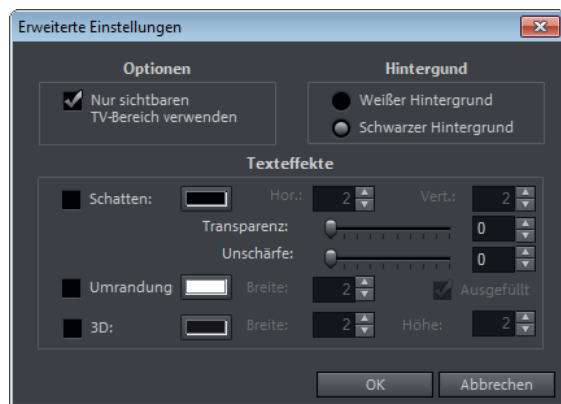 Erweiterte Einstellungen
Optionen
Nur sichtbaren
TV-Bereich verwenden
Hintergund
Weißer Hintergrund
Schwarzer Hintergrund
Texteffekte
Schatten: Hor.: 2 Vert.: 2
Transparenz: 0
Unschärfe: 0
Umrandung Breite: 2 Ausgefüllt
3D: Breite: 2 Höhe: 2
OK Abbrechen